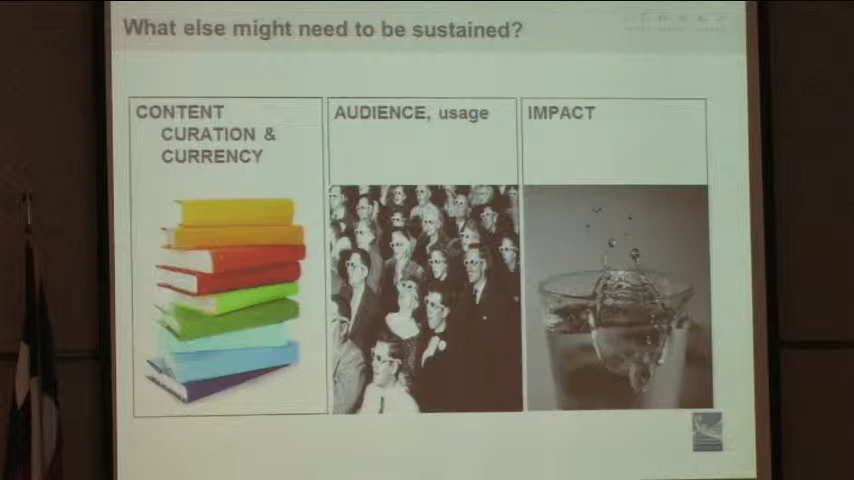 What else might need to be sustained?
CONTENT
CURATION &
CURRENCY
AUDIENCE, usage
IMPACT